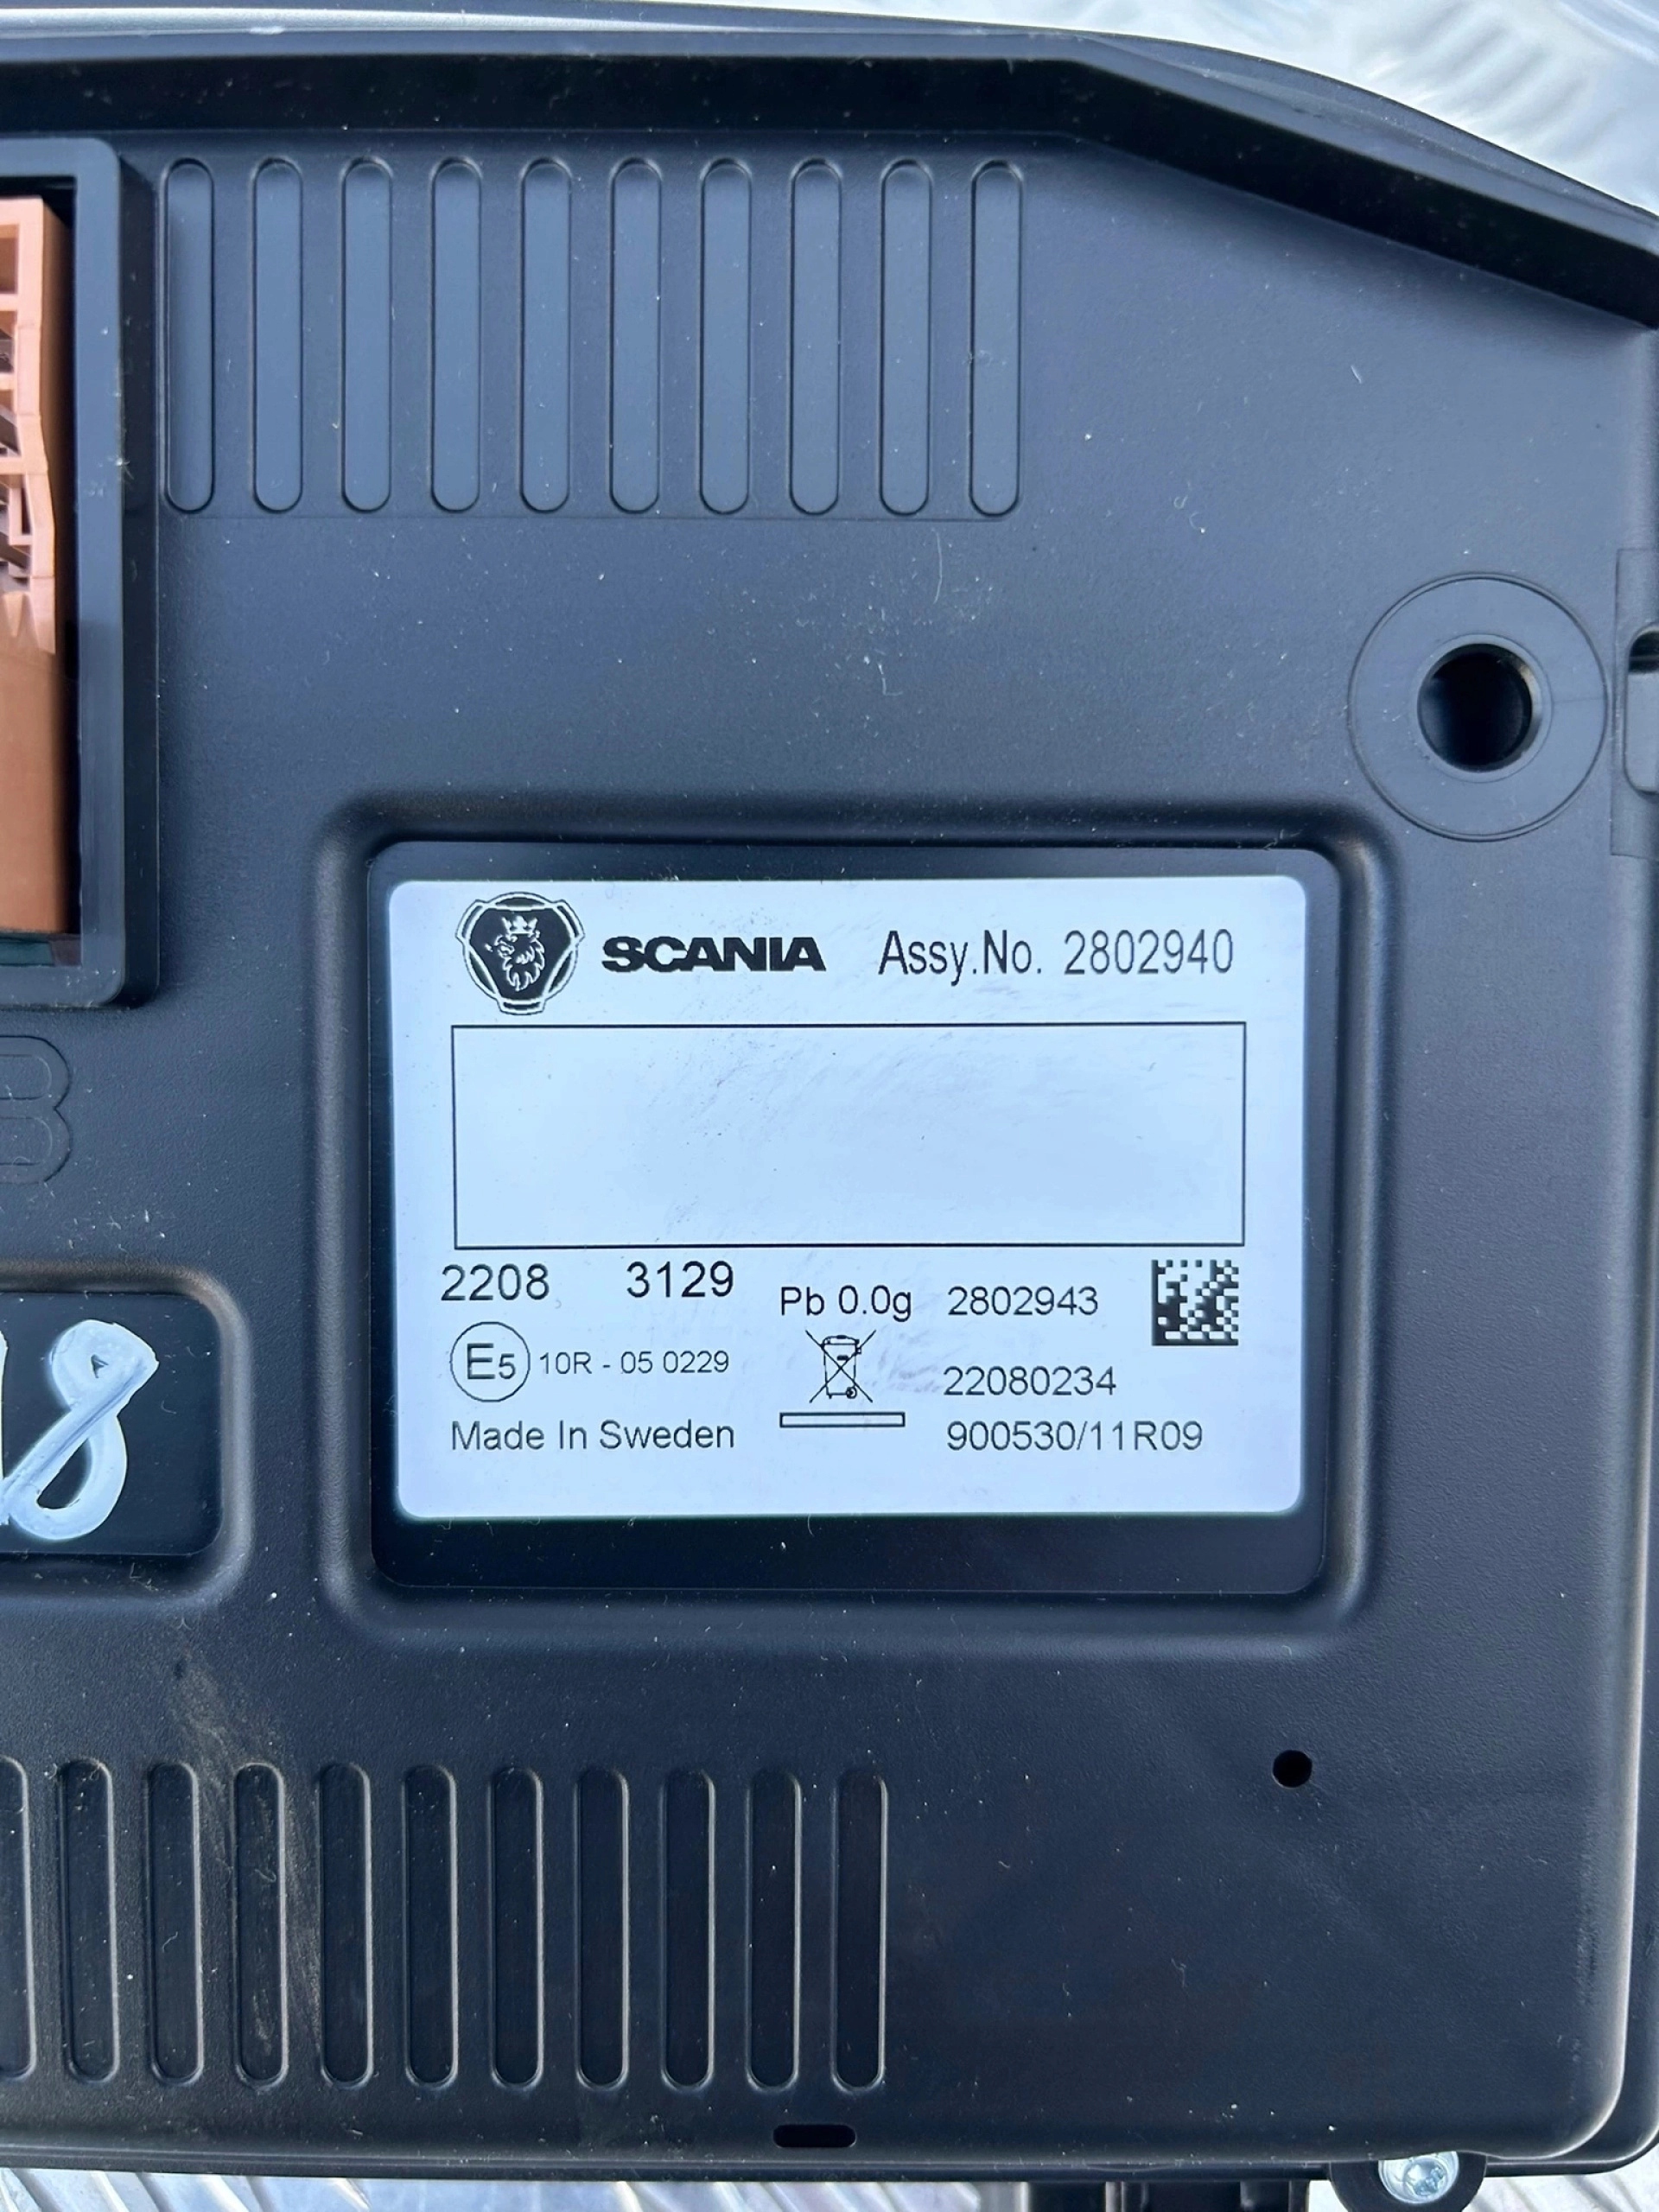 SCANIA Assy.No. 2802940
2208 3129 Pb 0.0g 2802943
E5 10R - 05 0229
22080234
Made In Sweden 900530/11R09
8